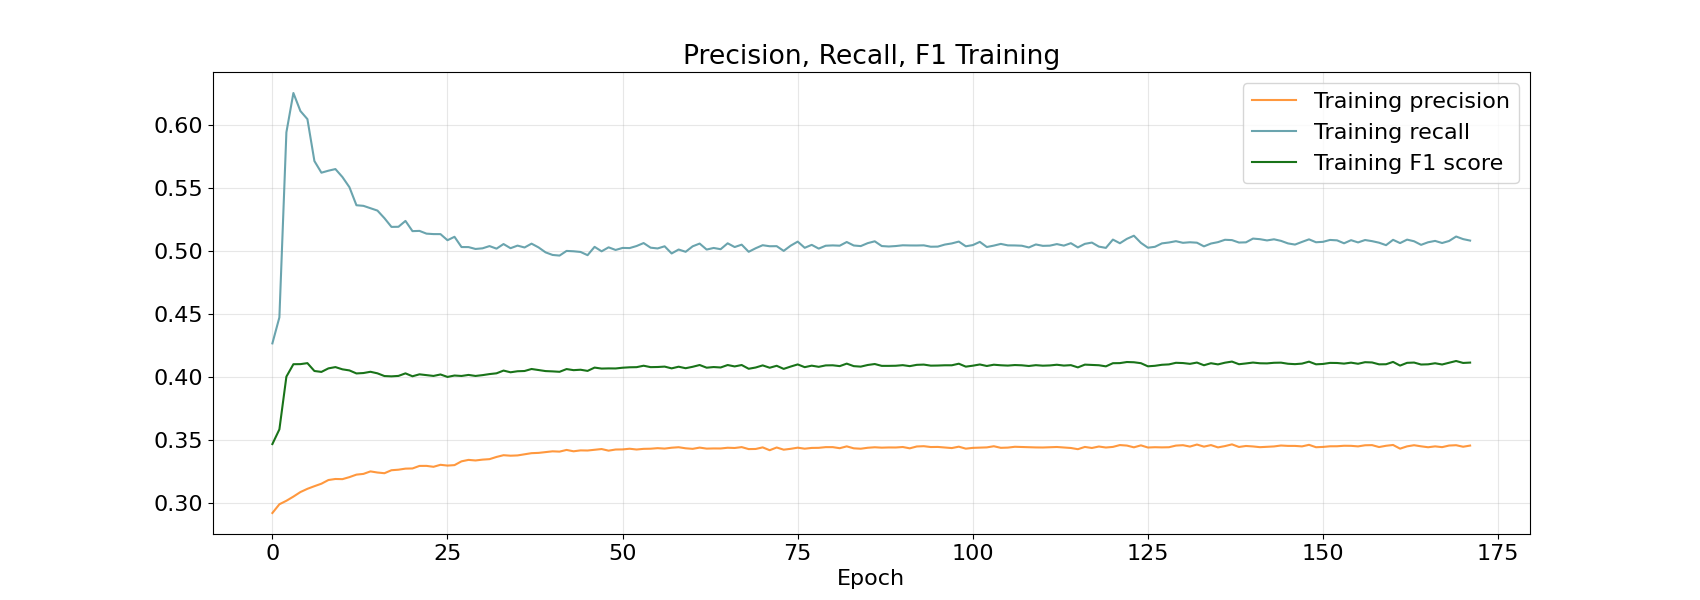 Precision, Recall, F1 Training
Training precision
Training recall
Training F1 score
0.60
0.55
0.50
0.45
0.40
0.35
0.30
0 25 50 75 100 125 150 175
Epoch